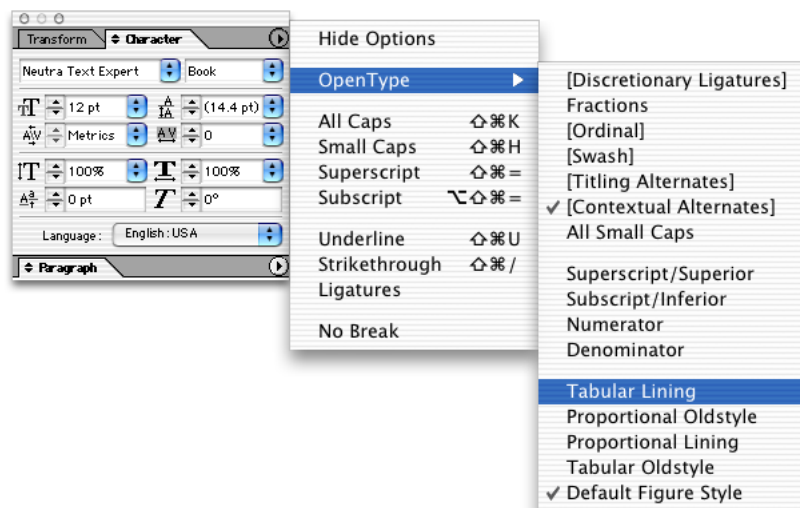 Transform Character
Neutra Text Expert Book
12 pt (14.4 pt)
Metrics 0
100% 100%
0 pt 0°
Language: English: USA
Paragraph
Hide Options
OpenType
All Caps ⇧⌘K
Small Caps ⇧⌘H
Superscript ⇧⌘=
Subscript ⌥⇧⌘=
Underline ⇧⌘U
Strikethrough ⇧⌘/
Ligatures
No Break
[Discretionary Ligatures]
Fractions
[Ordinal]
[Swash]
[Titling Alternates]
✓ [Contextual Alternates]
All Small Caps
Superscript/Superior
Subscript/Inferior
Numerator
Denominator
Tabular Lining
Proportional Oldstyle
Proportional Lining
Tabular Oldstyle
✓ Default Figure Style